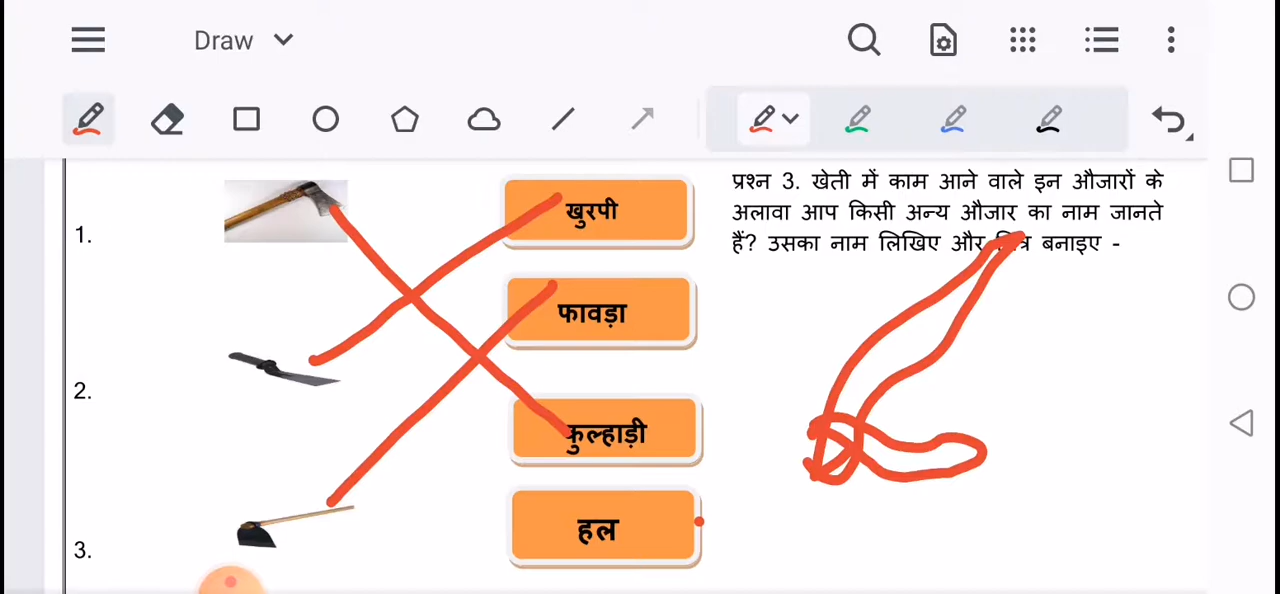 Draw
1.
खुरपी
2.
फावड़ा
कुल्हाड़ी
3.
हल
प्रश्न 3. खेती में काम आने वाले इन औजारों के
अलावा आप किसी अन्य औजार का नाम जानते
हैं? उसका नाम लिखिए और चित्र बनाइए -